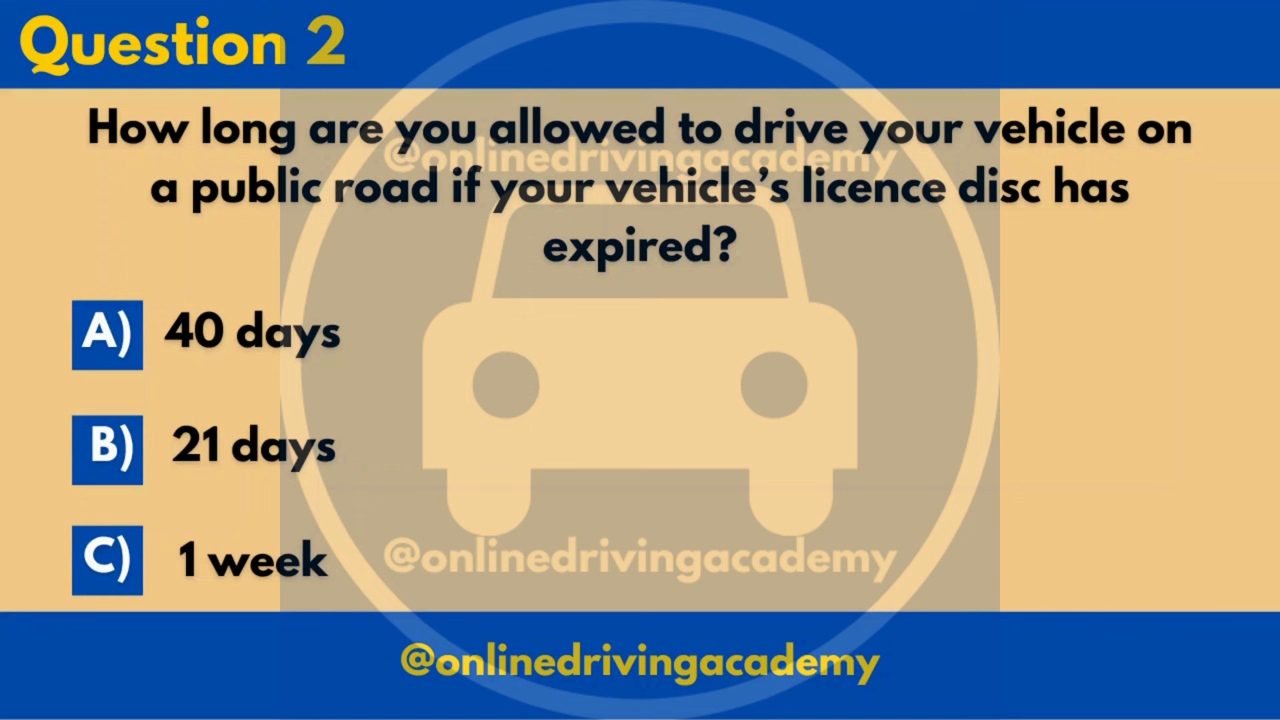 Question 2
How long are you allowed to drive your vehicle on
@onlinedrivingacademy
a public road if your vehicle’s licence disc has
expired?
A) 40 days
B) 21 days
C) 1 week
@onlinedrivingacademy
@onlinedrivingacademy